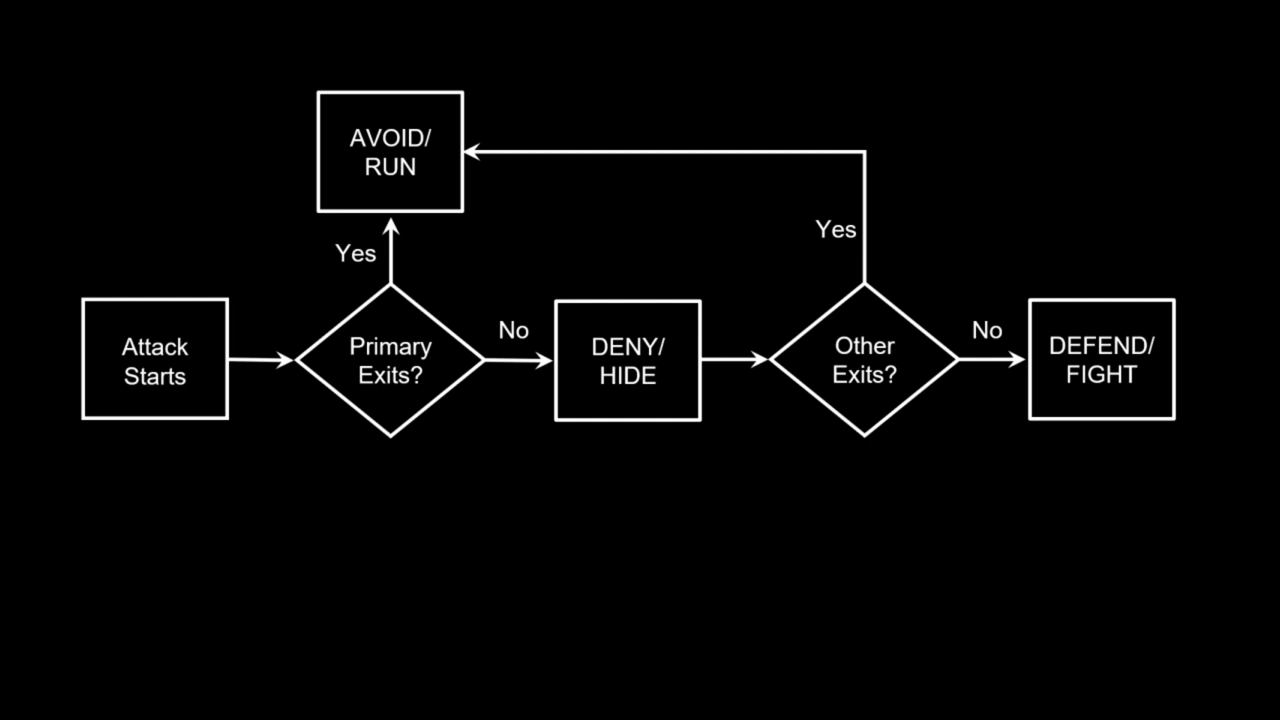 AVOID/
RUN
Yes
Yes
Attack
Starts
Primary
Exits?
No
DENY/
HIDE
Other
Exits?
No
DEFEND/
FIGHT